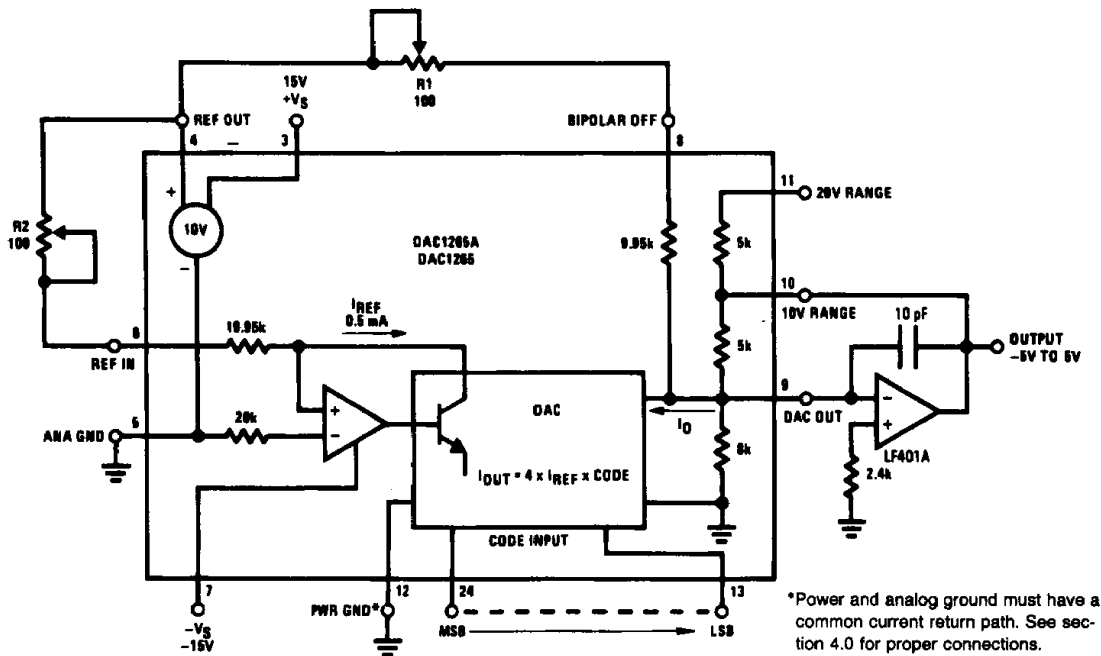 R1
100
15V
+VS
REF OUT
BIPOLAR OFF
4
3
8
11
20V RANGE
+
10V
R2
100
DAC1265A
DAC1265
9.95k
5k
−
10
10V RANGE
10 pF
IREF
0.5 mA
6
19.95k
5k
OUTPUT
−5V TO 5V
REF IN
9
DAC
DAC OUT
−
+
IO
5
20k
+
−
ANA GND
8k
LF401A
IOUT = 4 x IREF x CODE
2.4k
CODE INPUT
7
12
24
13
−VS
−15V
PWR GND*
MSB
LSB
*Power and analog ground must have a
common current return path. See sec-
tion 4.0 for proper connections.